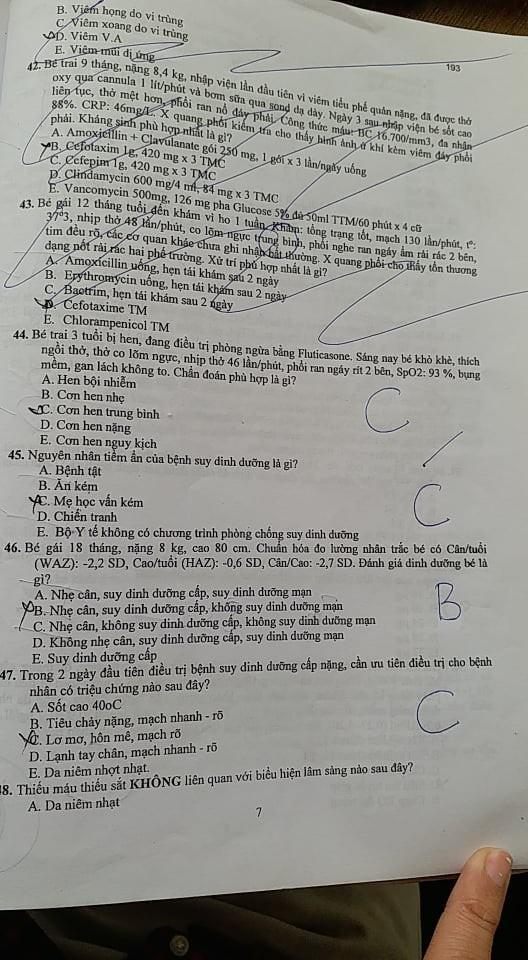 B. Viêm họng do vi trùng
C. Viêm xoang do vi trùng
D. Viêm V.A
E. Viêm mũi dị ứng
193
42. Bé trai 9 tháng, nặng 8,4 kg, nhập viện lần đầu tiên vì viêm tiểu phế quản nặng, đã được thở
oxy qua cannula 1 lít/phút và bơm sữa qua sond dạ dày. Ngày 3 sau nhập viện bé sốt cao
liên tục, thở mệt hơn, phổi ran nổ đáy phải. Công thức máu: BC 16.700/mm3, đa nhân
88%. CRP: 46mg/L. X quang phổi kiểm tra cho thấy hình ảnh ứ khí kèm viêm đáy phổi
phải. Kháng sinh phù hợp nhất là gì?
A. Amoxicillin + Clavulanate gói 250 mg, 1 gói x 3 lần/ngày uống
B. Cefotaxim 1g, 420 mg x 3 TMC
C. Cefepim 1g, 420 mg x 3 TMC
D. Clindamycin 600 mg/4 ml, 84 mg x 3 TMC
E. Vancomycin 500mg, 126 mg pha Glucose 5% đủ 50ml TTM/60 phút x 4 cữ
43. Bé gái 12 tháng tuổi đến khám vì ho 1 tuần. Khám: tổng trạng tốt, mạch 130 lần/phút, t°:
37°3, nhịp thở 48 lần/phút, co lõm ngực trung bình, phổi nghe ran ngáy ẩm rải rác 2 bên,
tim đều rõ, các cơ quan khác chưa ghi nhận bất thường. X quang phổi cho thấy tổn thương
dạng nốt rải rác hai phế trường. Xử trí phù hợp nhất là gì?
A. Amoxicillin uống, hẹn tái khám sau 2 ngày
B. Erythromycin uống, hẹn tái khám sau 2 ngày
C. Bactrim, hẹn tái khám sau 2 ngày
D. Cefotaxime TM
E. Chlorampenicol TM
44. Bé trai 3 tuổi bị hen, đang điều trị phòng ngừa bằng Fluticasone. Sáng nay bé khò khè, thích
ngồi thở, thở co lõm ngực, nhịp thở 46 lần/phút, phổi ran ngáy rít 2 bên, SpO2: 93 %, bụng
mềm, gan lách không to. Chẩn đoán phù hợp là gì?
A. Hen bội nhiễm
B. Cơn hen nhẹ
C. Cơn hen trung bình
D. Cơn hen nặng
E. Cơn hen nguy kịch
C
45. Nguyên nhân tiềm ẩn của bệnh suy dinh dưỡng là gì?
A. Bệnh tật
B. Ăn kém
C. Mẹ học vấn kém
D. Chiến tranh
E. Bộ Y tế không có chương trình phòng chống suy dinh dưỡng
C
46. Bé gái 18 tháng, nặng 8 kg, cao 80 cm. Chuẩn hóa đo lường nhân trắc bé có Cân/tuổi
(WAZ): -2,2 SD, Cao/tuổi (HAZ): -0,6 SD, Cân/Cao: -2,7 SD. Đánh giá dinh dưỡng bé là
gì?
A. Nhẹ cân, suy dinh dưỡng cấp, suy dinh dưỡng mạn
B. Nhẹ cân, suy dinh dưỡng cấp, không suy dinh dưỡng mạn
C. Nhẹ cân, không suy dinh dưỡng cấp, không suy dinh dưỡng mạn
D. Không nhẹ cân, suy dinh dưỡng cấp, suy dinh dưỡng mạn
E. Suy dinh dưỡng cấp
B
47. Trong 2 ngày đầu tiên điều trị bệnh suy dinh dưỡng cấp nặng, cần ưu tiên điều trị cho bệnh
nhân có triệu chứng nào sau đây?
A. Sốt cao 40oC
B. Tiêu chảy nặng, mạch nhanh - rõ
C. Lơ mơ, hôn mê, mạch rõ
D. Lạnh tay chân, mạch nhanh - rõ
E. Da niêm nhợt nhạt.
C
48. Thiếu máu thiếu sắt KHÔNG liên quan với biểu hiện lâm sàng nào sau đây?
A. Da niêm nhạt
7